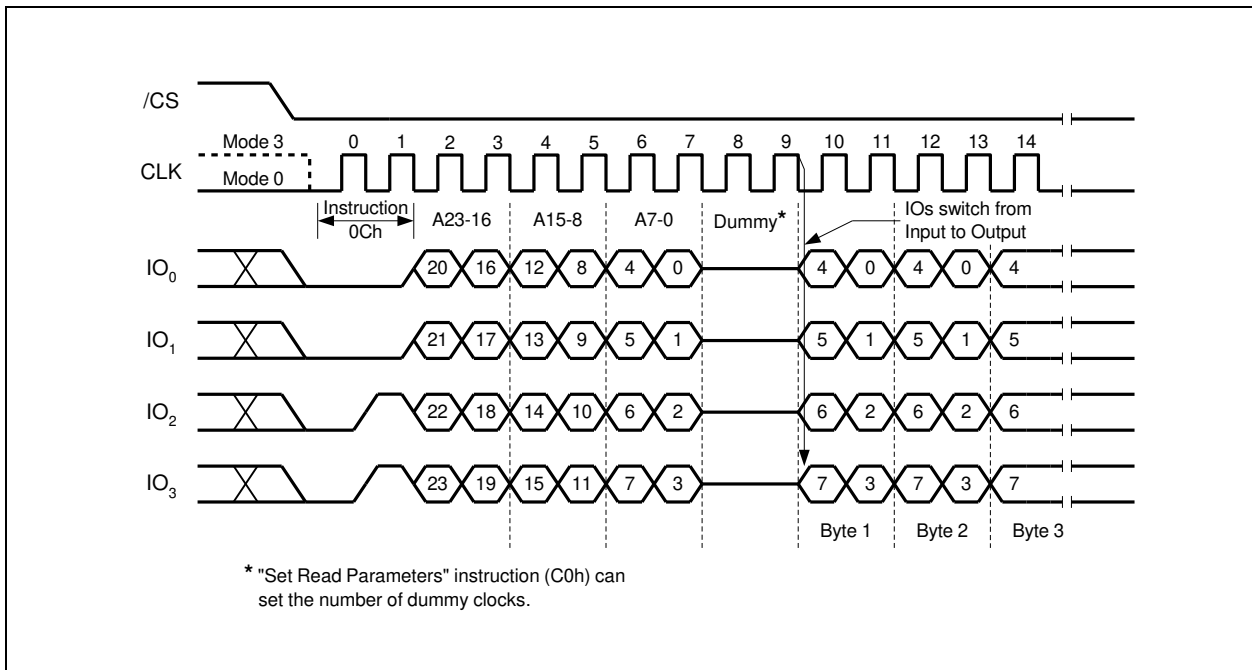 /CS
Mode 3 0 1 2 3 4 5 6 7 8 9 10 11 12 13 14
CLK
Mode 0
Instruction
0Ch
A23-16 A15-8 A7-0 Dummy*
IOs switch from
Input to Output
IO0 20 16 12 8 4 0 4 0 4 0 4
IO1 21 17 13 9 5 1 5 1 5 1 5
IO2 22 18 14 10 6 2 6 2 6 2 6
IO3 23 19 15 11 7 3 7 3 7 3 7
Byte 1 Byte 2 Byte 3
* "Set Read Parameters" instruction (C0h) can
set the number of dummy clocks.